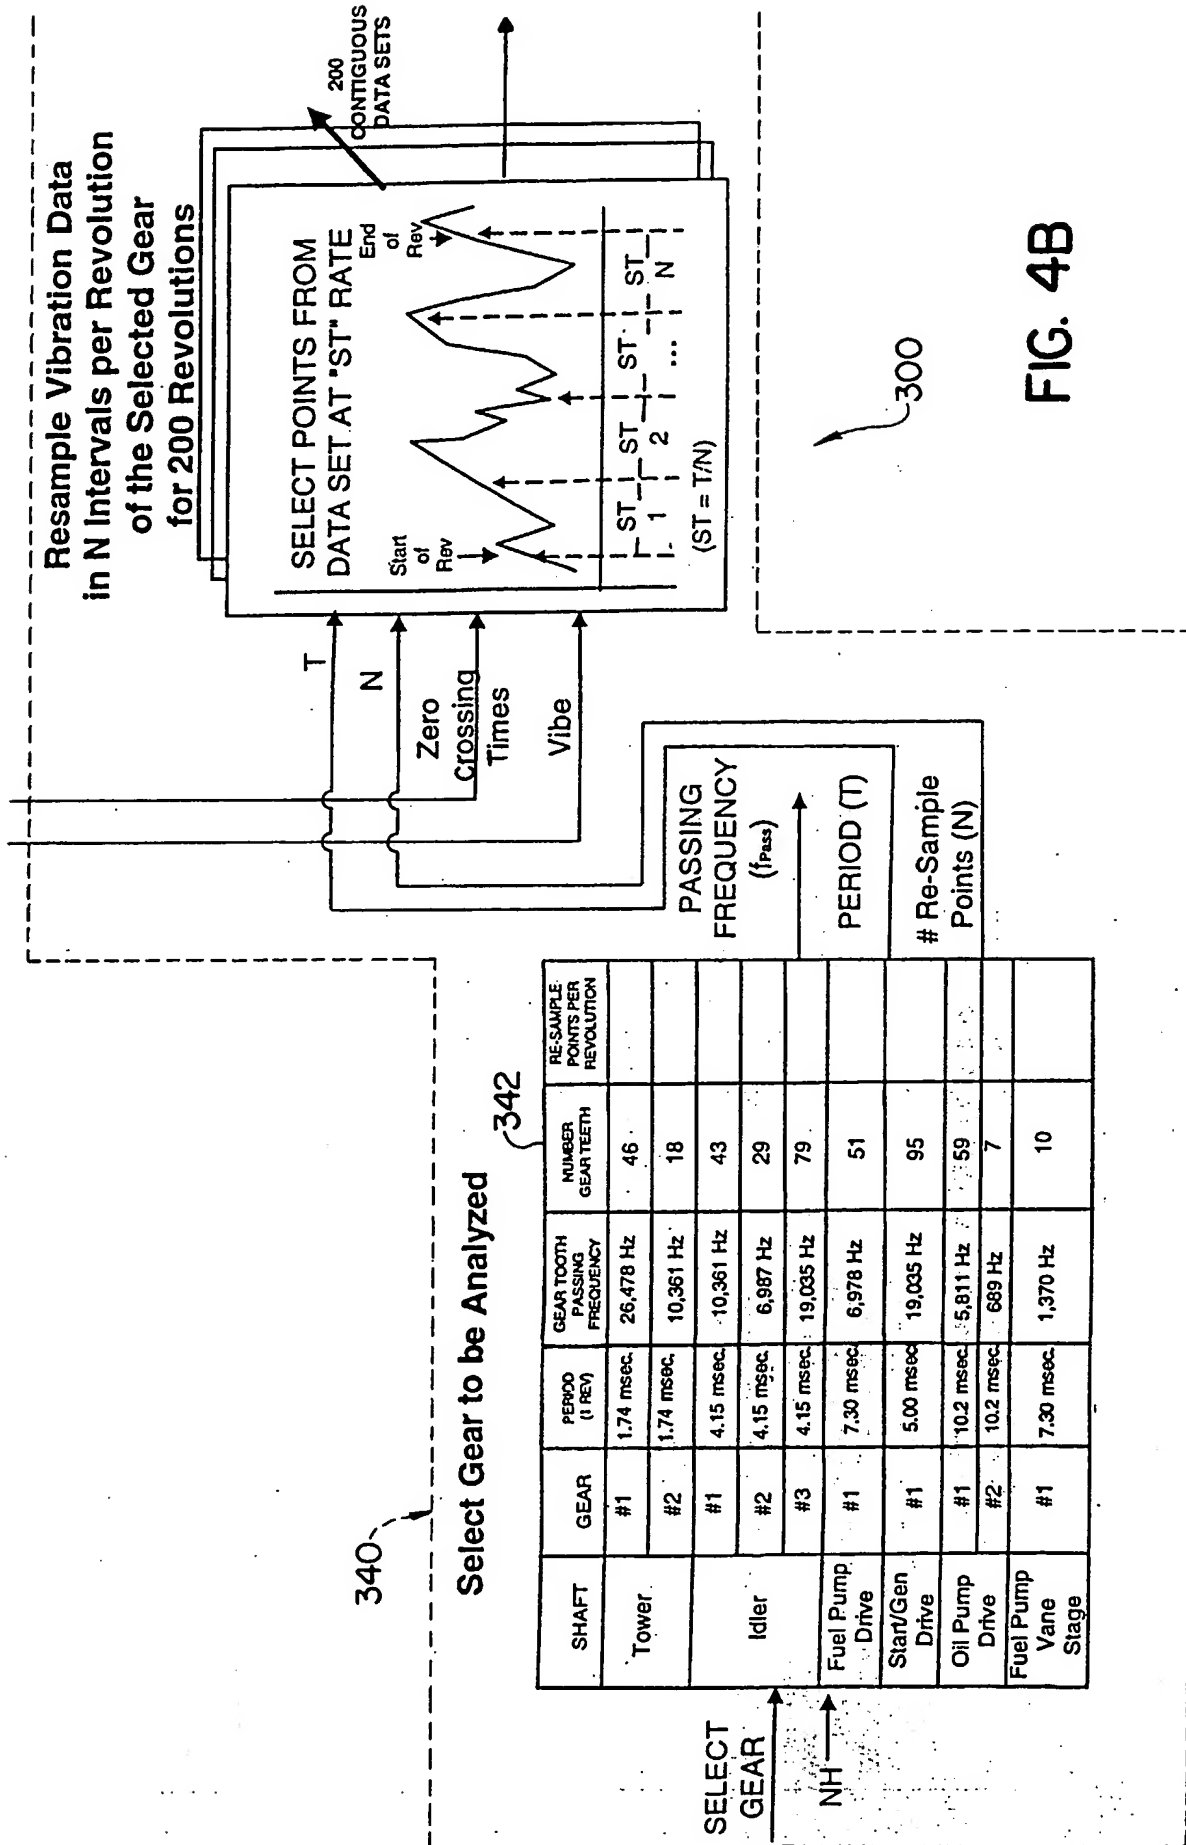 Resample Vibration Data
in N Intervals per Revolution
of the Selected Gear
for 200 Revolutions
200
CONTIGUOUS
DATA SETS
SELECT POINTS FROM
DATA SET AT "ST" RATE
Start
of
Rev
End
of
Rev
ST ST ST ST
1 2 ... N
(ST = T/N)
T
N
Zero
Crossing
Times
Vibe
340
Select Gear to be Analyzed
342
SHAFT GEAR PERIOD (1 REV) GEAR TOOTH PASSING FREQUENCY NUMBER GEAR TEETH RE-SAMPLE POINTS PER REVOLUTION
Tower #1 1.74 msec. 26,478 Hz 46
#2 1.74 msec. 10,361 Hz 18
Idler #1 4.15 msec. 10,361 Hz 43
#2 4.15 msec. 6,987 Hz 29
#3 4.15 msec. 19,035 Hz 79
Fuel Pump Drive #1 7.30 msec. 6,978 Hz 51
Start/Gen Drive #1 5.00 msec 19,035 Hz 95
Oil Pump Drive #1 10.2 msec. 5,811 Hz 59
#2 10.2 msec. 689 Hz 7
Fuel Pump Vane Stage #1 7.30 msec. 1,370 Hz 10
SELECT
GEAR
NH
PASSING
FREQUENCY
(fPass)
PERIOD (T)
# Re-Sample
Points (N)
300
FIG. 4B